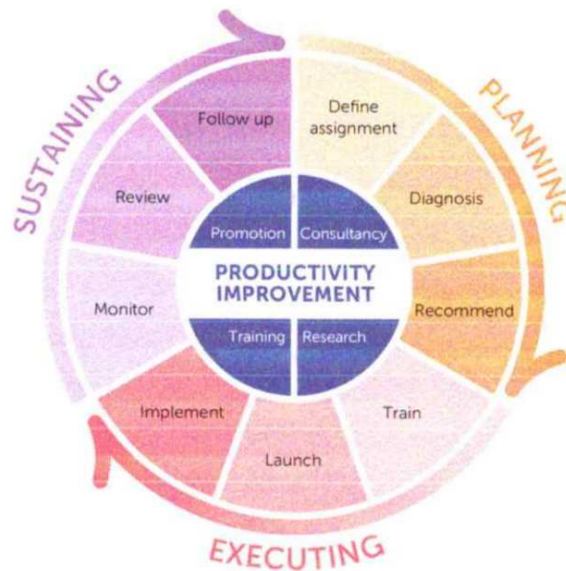 SUSTAINING
PLANNING
EXECUTING
Follow up
Define
assignment
Review
Diagnosis
Promotion
Consultancy
PRODUCTIVITY
IMPROVEMENT
Monitor
Recommend
Training
Research
Implement
Train
Launch